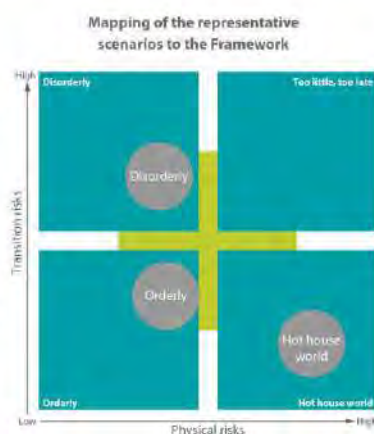 Mapping of the representative
scenarios to the Framework
High
Disorderly
Too little, too late
Disorderly
Transition risks
Orderly
Hot house
world
Orderly
Hot house world
Low
Physical risks
High